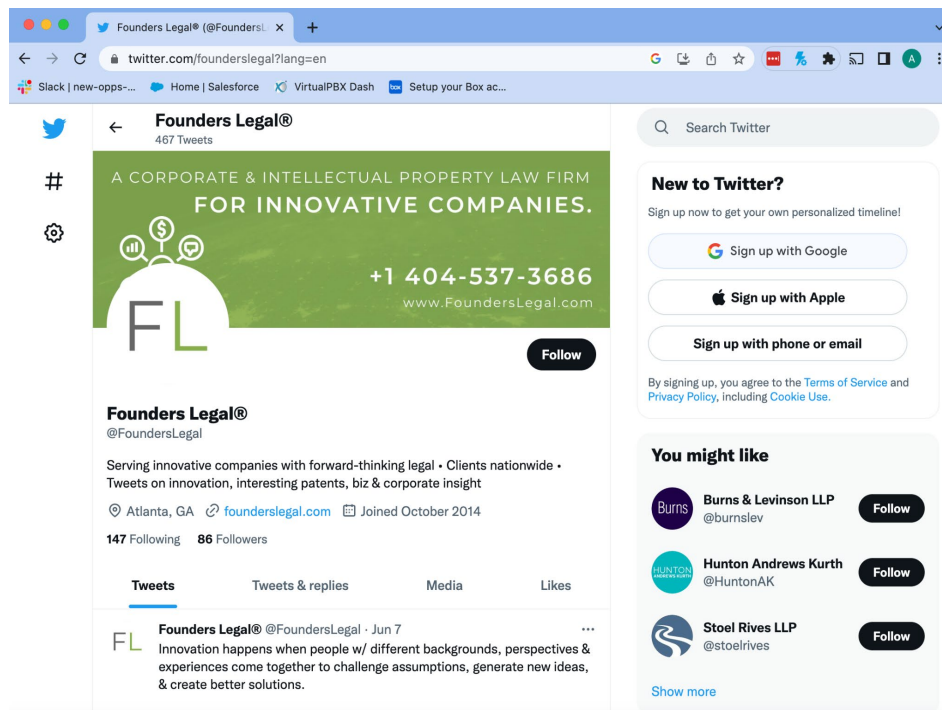 Founders Legal® (@FoundersL
twitter.com/founderslegal?lang=en
G
A
Slack | new-opps-...
Home | Salesforce
VirtualPBX Dash
box
Setup your Box ac...
Founders Legal®
467 Tweets
A CORPORATE & INTELLECTUAL PROPERTY LAW FIRM
FOR INNOVATIVE COMPANIES.
+1 404-537-3686
www.FoundersLegal.com
FL
Follow
Founders Legal®
@FoundersLegal
Serving innovative companies with forward-thinking legal • Clients nationwide •
Tweets on innovation, interesting patents, biz & corporate insight
Atlanta, GA founderslegal.com Joined October 2014
147 Following 86 Followers
Tweets Tweets & replies Media Likes
FL
Founders Legal® @FoundersLegal · Jun 7
Innovation happens when people w/ different backgrounds, perspectives &
experiences come together to challenge assumptions, generate new ideas,
& create better solutions.
Search Twitter
New to Twitter?
Sign up now to get your own personalized timeline!
Sign up with Google
Sign up with Apple
Sign up with phone or email
By signing up, you agree to the Terms of Service and
Privacy Policy, including Cookie Use.
You might like
Burns
Burns & Levinson LLP
@burnslev
Follow
HUNTON
ANDREWS KURTH
Hunton Andrews Kurth
@HuntonAK
Follow
Stoel Rives LLP
@stoelrives
Follow
Show more